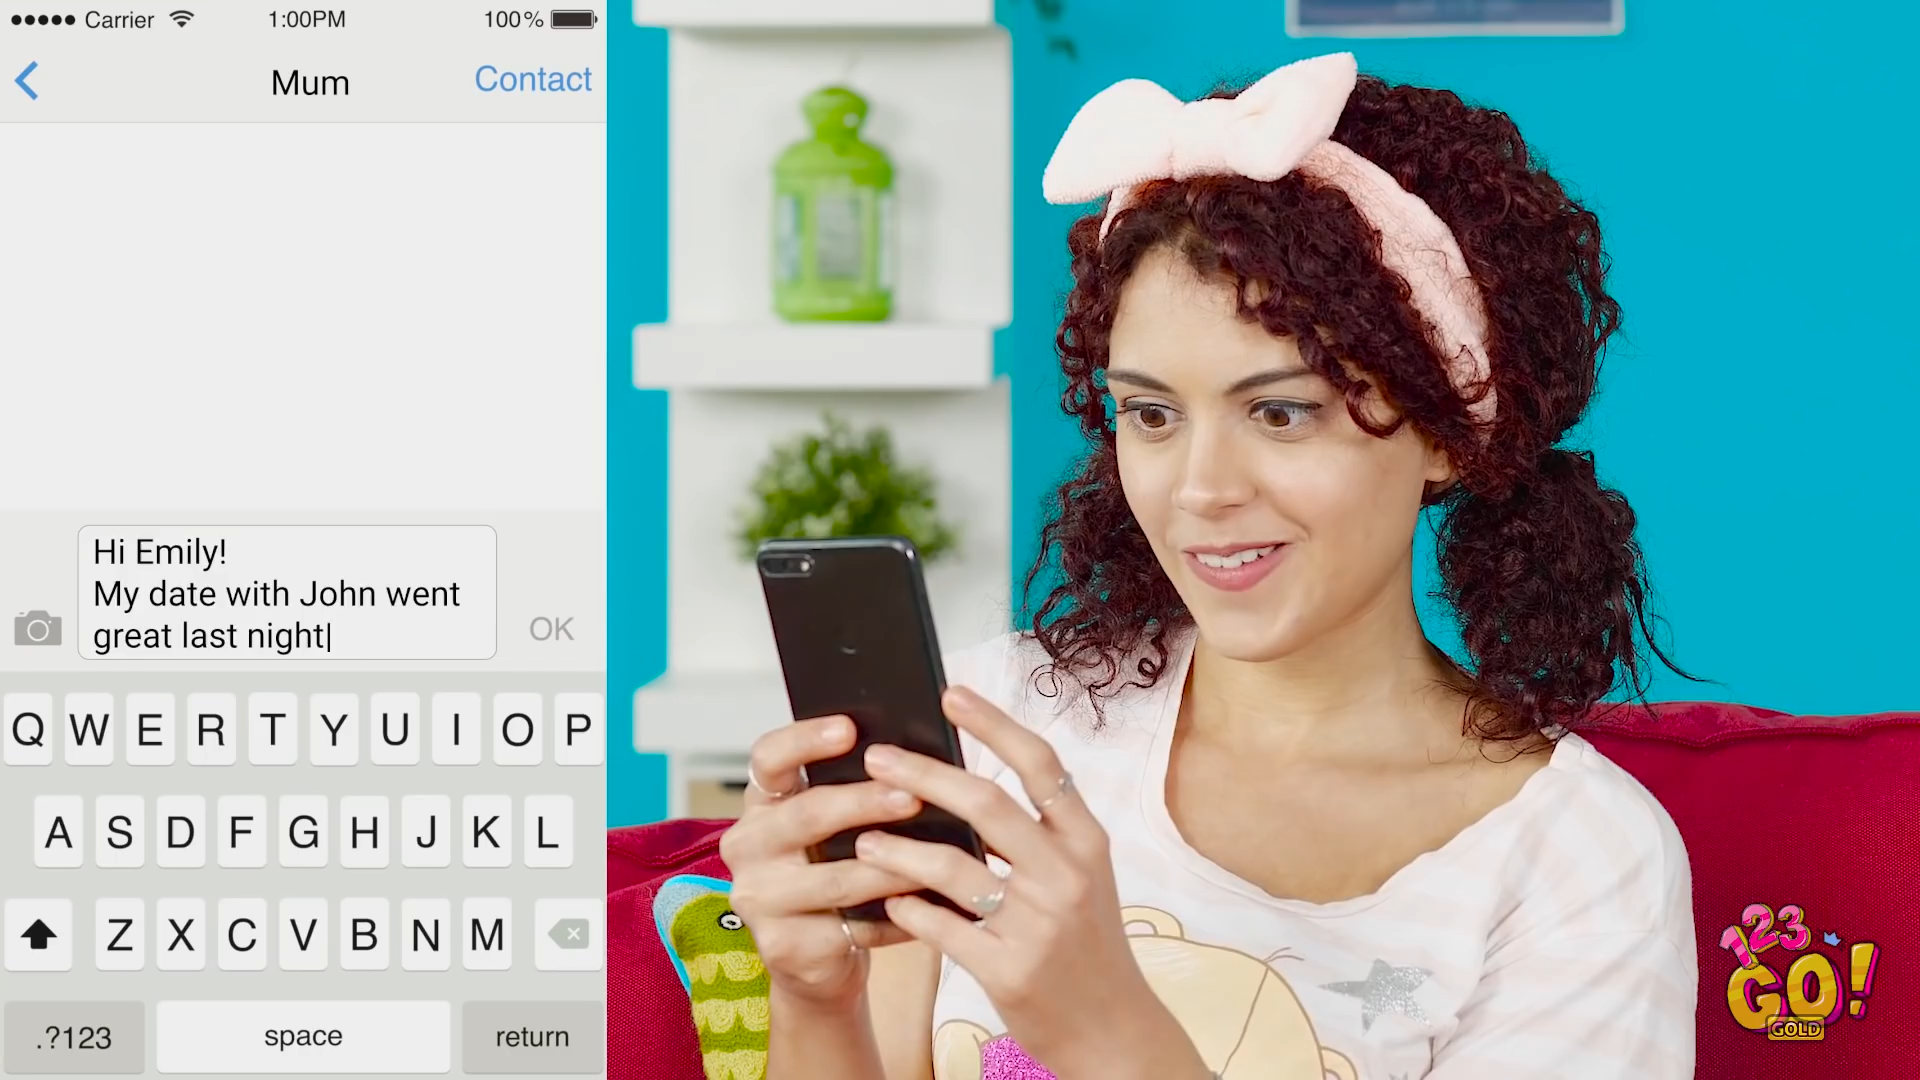 Carrier 1:00PM 100%
Mum Contact
Hi Emily!
My date with John went
great last night
OK
Q W E R T Y U I O P
A S D F G H J K L
Z X C V B N M
.?123 space return
123
GO!
GOLD